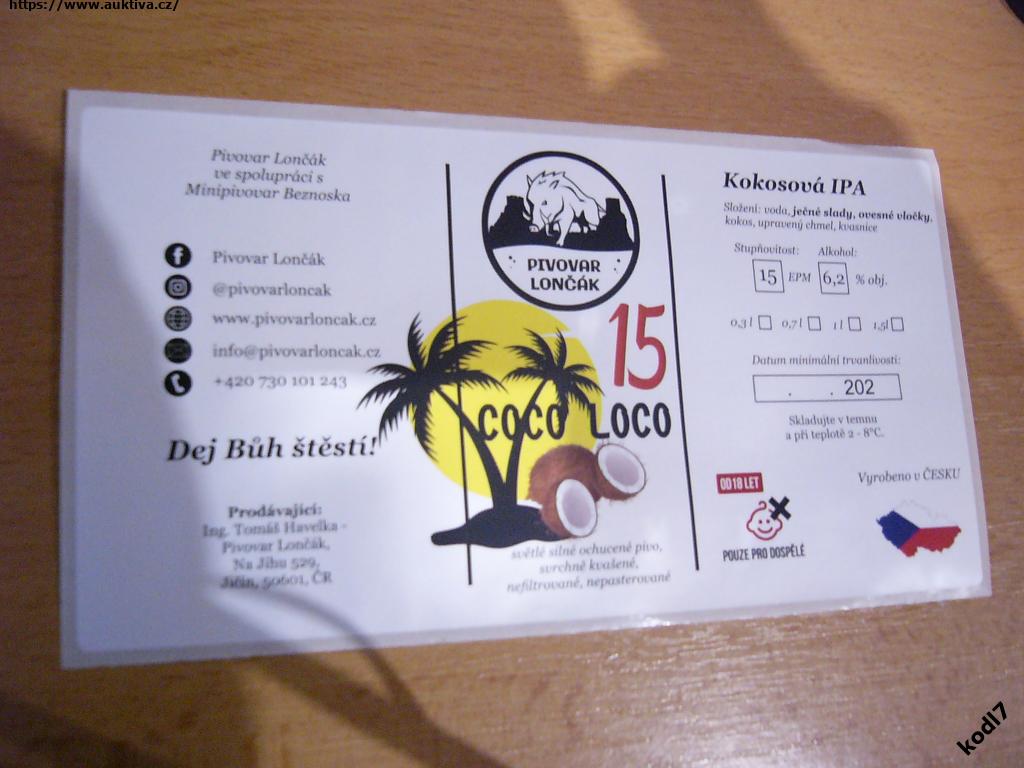 https://www.auktiva.cz/
Pivovar Lončák
ve spolupráci s
Minipivovar Beznoska
Pivovar Lončák
@pivovarloncak
www.pivovarloncak.cz
info@pivovarloncak.cz
+420 730 101 243
Dej Bůh štěstí!
Prodávající:
Ing. Tomáš Havelka -
Pivovar Lončák,
Na Jihu 529,
Jičín, 50601, ČR
PIVOVAR
LONČÁK
15
COCO LOCO
světlé silně ochucené pivo,
svrchně kvašené,
nefiltrované, nepasterované
Kokosová IPA
Složení: voda, ječné slady, ovesné vločky,
kokos, upravený chmel, kvasnice
Stupňovitost: Alkohol:
15 EPM 6,2 % obj.
0,3 l 0,7 l 1 l 1,5l
Datum minimální trvanlivosti:
. . 202
Skladujte v temnu
a při teplotě 2 - 8°C.
OD 18 LET
POUZE PRO DOSPĚLÉ
Vyrobeno v ČESKU
kodl7